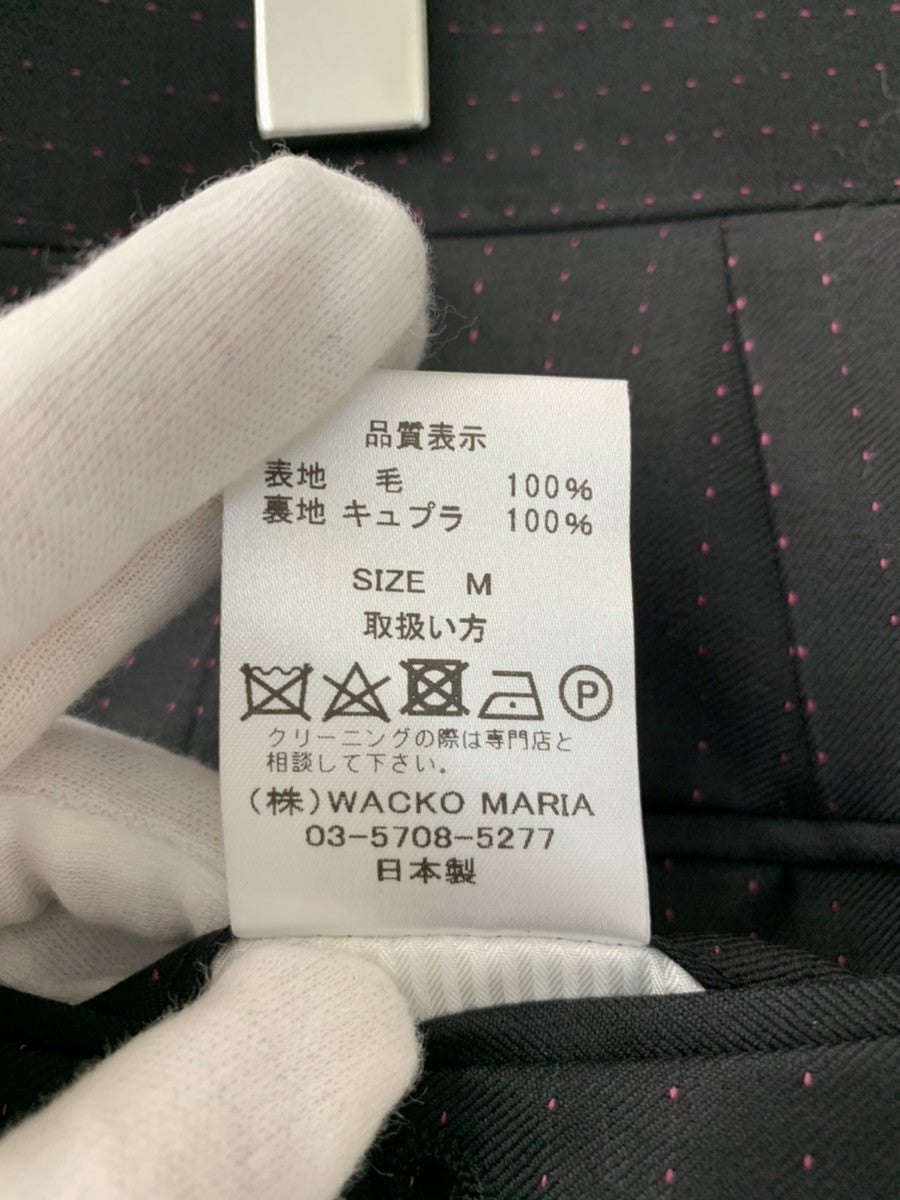 品質表示
表地 毛 100%
裏地 キュプラ 100%
SIZE M
取扱い方
P
クリーニングの際は専門店と
相談して下さい。
(株)WACKO MARIA
03-5708-5277
日本製